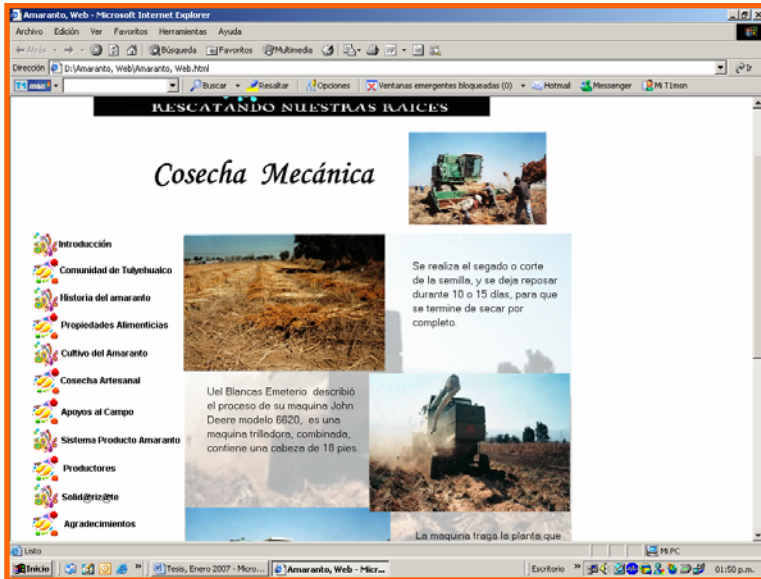 Amaranto, Web - Microsoft Internet Explorer
Archivo Edición Ver Favoritos Herramientas Ayuda
Atrás Búsqueda Favoritos Multimedia
Dirección D:\Amaranto, Web\Amaranto, Web.html Ir
T1 msn Buscar Resaltar Opciones Ventanas emergentes bloqueadas (0) Hotmail Messenger Mi T1msn
RESCATANDO NUESTRAS RAICES
Cosecha Mecánica
Introducción
Comunidad de Tulyehualco
Historia del amaranto
Propiedades Alimenticias
Cultivo del Amaranto
Cosecha Artesanal
Apoyos al Campo
Sistema Producto Amaranto
Productores
Solid@riz@te
Agradecimientos
Se realiza el segado o corte
de la semilla, y se deja reposar
durante 10 o 15 días, para que
se termine de secar por
completo.
Uel Blancas Emeterio describió
el proceso de su maquina John
Deere modelo 6620, es una
maquina trilladora, combinada,
contiene una cabeza de 18 pies.
La maquina traga la planta que
Listo Mi PC
Inicio Tesis, Enero 2007 - Micro... Amaranto, Web - Micr... Escritorio 01:50 p.m.